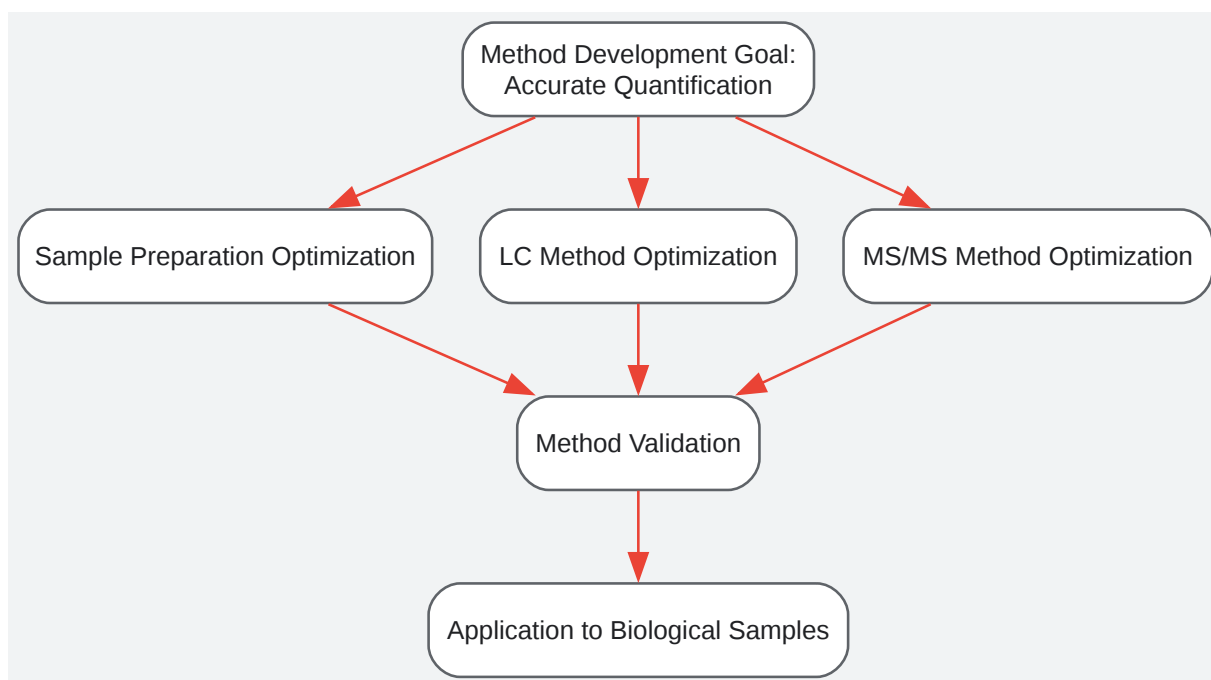 Method Development Goal:
Accurate Quantification
Sample Preparation Optimization
LC Method Optimization
MS/MS Method Optimization
Method Validation
Application to Biological Samples